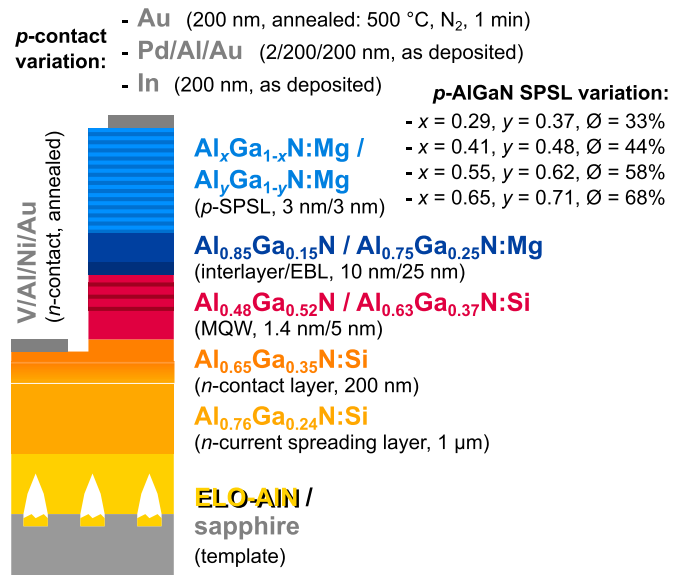 p-contact variation:
- Au (200 nm, annealed: 500 °C, N₂, 1 min)
- Pd/Al/Au (2/200/200 nm, as deposited)
- In (200 nm, as deposited)
p-AlGaN SPSL variation:
- x = 0.29, y = 0.37, Ø = 33%
- x = 0.41, y = 0.48, Ø = 44%
- x = 0.55, y = 0.62, Ø = 58%
- x = 0.65, y = 0.71, Ø = 68%
V/Al/Ni/Au
(n-contact, annealed)
AlₓGa₁₋ₓN:Mg /
AlyGa1-yN:Mg
(p-SPSL, 3 nm/3 nm)
Al₀.₈₅Ga₀.₁₅N / Al₀.₇₅Ga₀.₂₅N:Mg
(interlayer/EBL, 10 nm/25 nm)
Al₀.₄₈Ga₀.₅₂N / Al₀.₆₃Ga₀.₃₇N:Si
(MQW, 1.4 nm/5 nm)
Al₀.₆₅Ga₀.₃₅N:Si
(n-contact layer, 200 nm)
Al₀.₇₆Ga₀.₂₄N:Si
(n-current spreading layer, 1 µm)
ELO-AlN /
sapphire
(template)